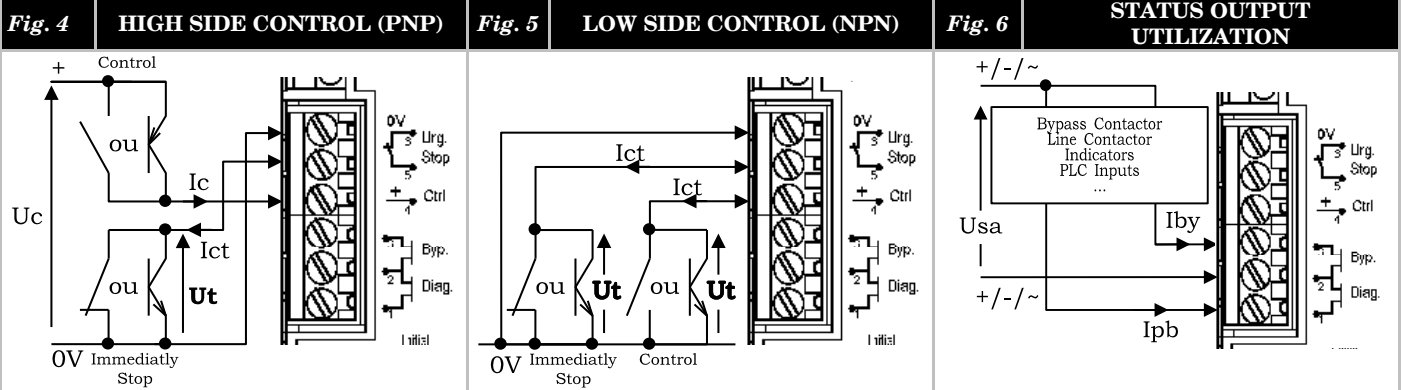 Fig. 4
HIGH SIDE CONTROL (PNP)
Fig. 5
LOW SIDE CONTROL (NPN)
Fig. 6
STATUS OUTPUT
UTILIZATION
+
Control
ou
Uc
Ic
Ict
ou
Ut
0V
Immediatly
Stop
0V
3
Urg.
Stop
5
+
Ctrl
4
Byp.
2
Diag.
1
Ict
Ict
ou
Ut
ou
Ut
0V
Immediatly
Stop
Control
0V
3
Urg.
Stop
5
+
Ctrl
4
Byp.
2
Diag.
1
+/-/~
Bypass Contactor
Line Contactor
Indicators
PLC Inputs
...
Usa
Iby
+/-/~
Ipb
0V
3
Urg.
Stop
5
+
Ctrl
4
Byp.
2
Diag.
1